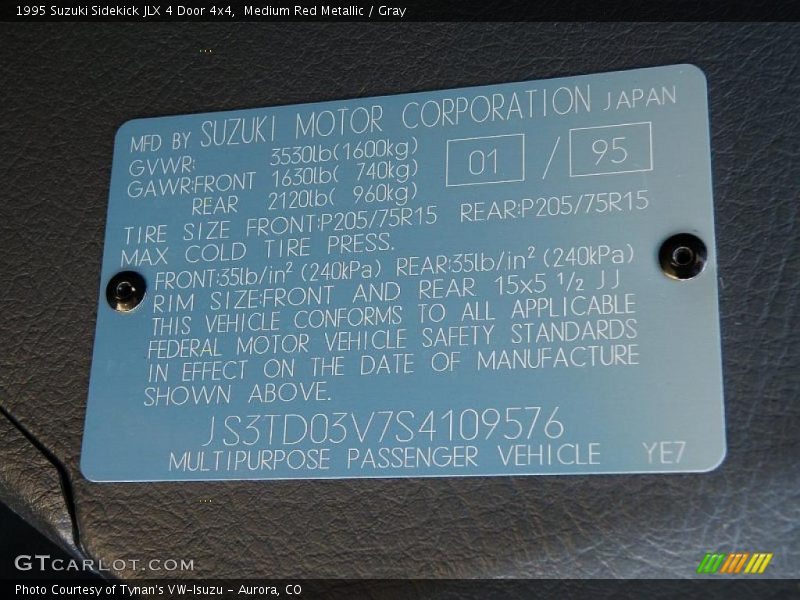 1995 Suzuki Sidekick JLX 4 Door 4x4,  Medium Red Metallic / Gray
MFD BY SUZUKI MOTOR CORPORATION JAPAN
GVWR: 3530lb(1600kg) 01 / 95
GAWR:FRONT 1630lb( 740kg)
REAR 2120lb( 960kg)
TIRE SIZE FRONT:P205/75R15 REAR:P205/75R15
MAX COLD TIRE PRESS.
FRONT:35lb/in² (240kPa) REAR:35lb/in² (240kPa)
RIM SIZE:FRONT AND REAR 15x5 ½ JJ
THIS VEHICLE CONFORMS TO ALL APPLICABLE
FEDERAL MOTOR VEHICLE SAFETY STANDARDS
IN EFFECT ON THE DATE OF MANUFACTURE
SHOWN ABOVE.
JS3TD03V7S4109576
MULTIPURPOSE PASSENGER VEHICLE YE7
GTCARLOT.COM
Photo Courtesy of Tynan's VW-Isuzu - Aurora, CO